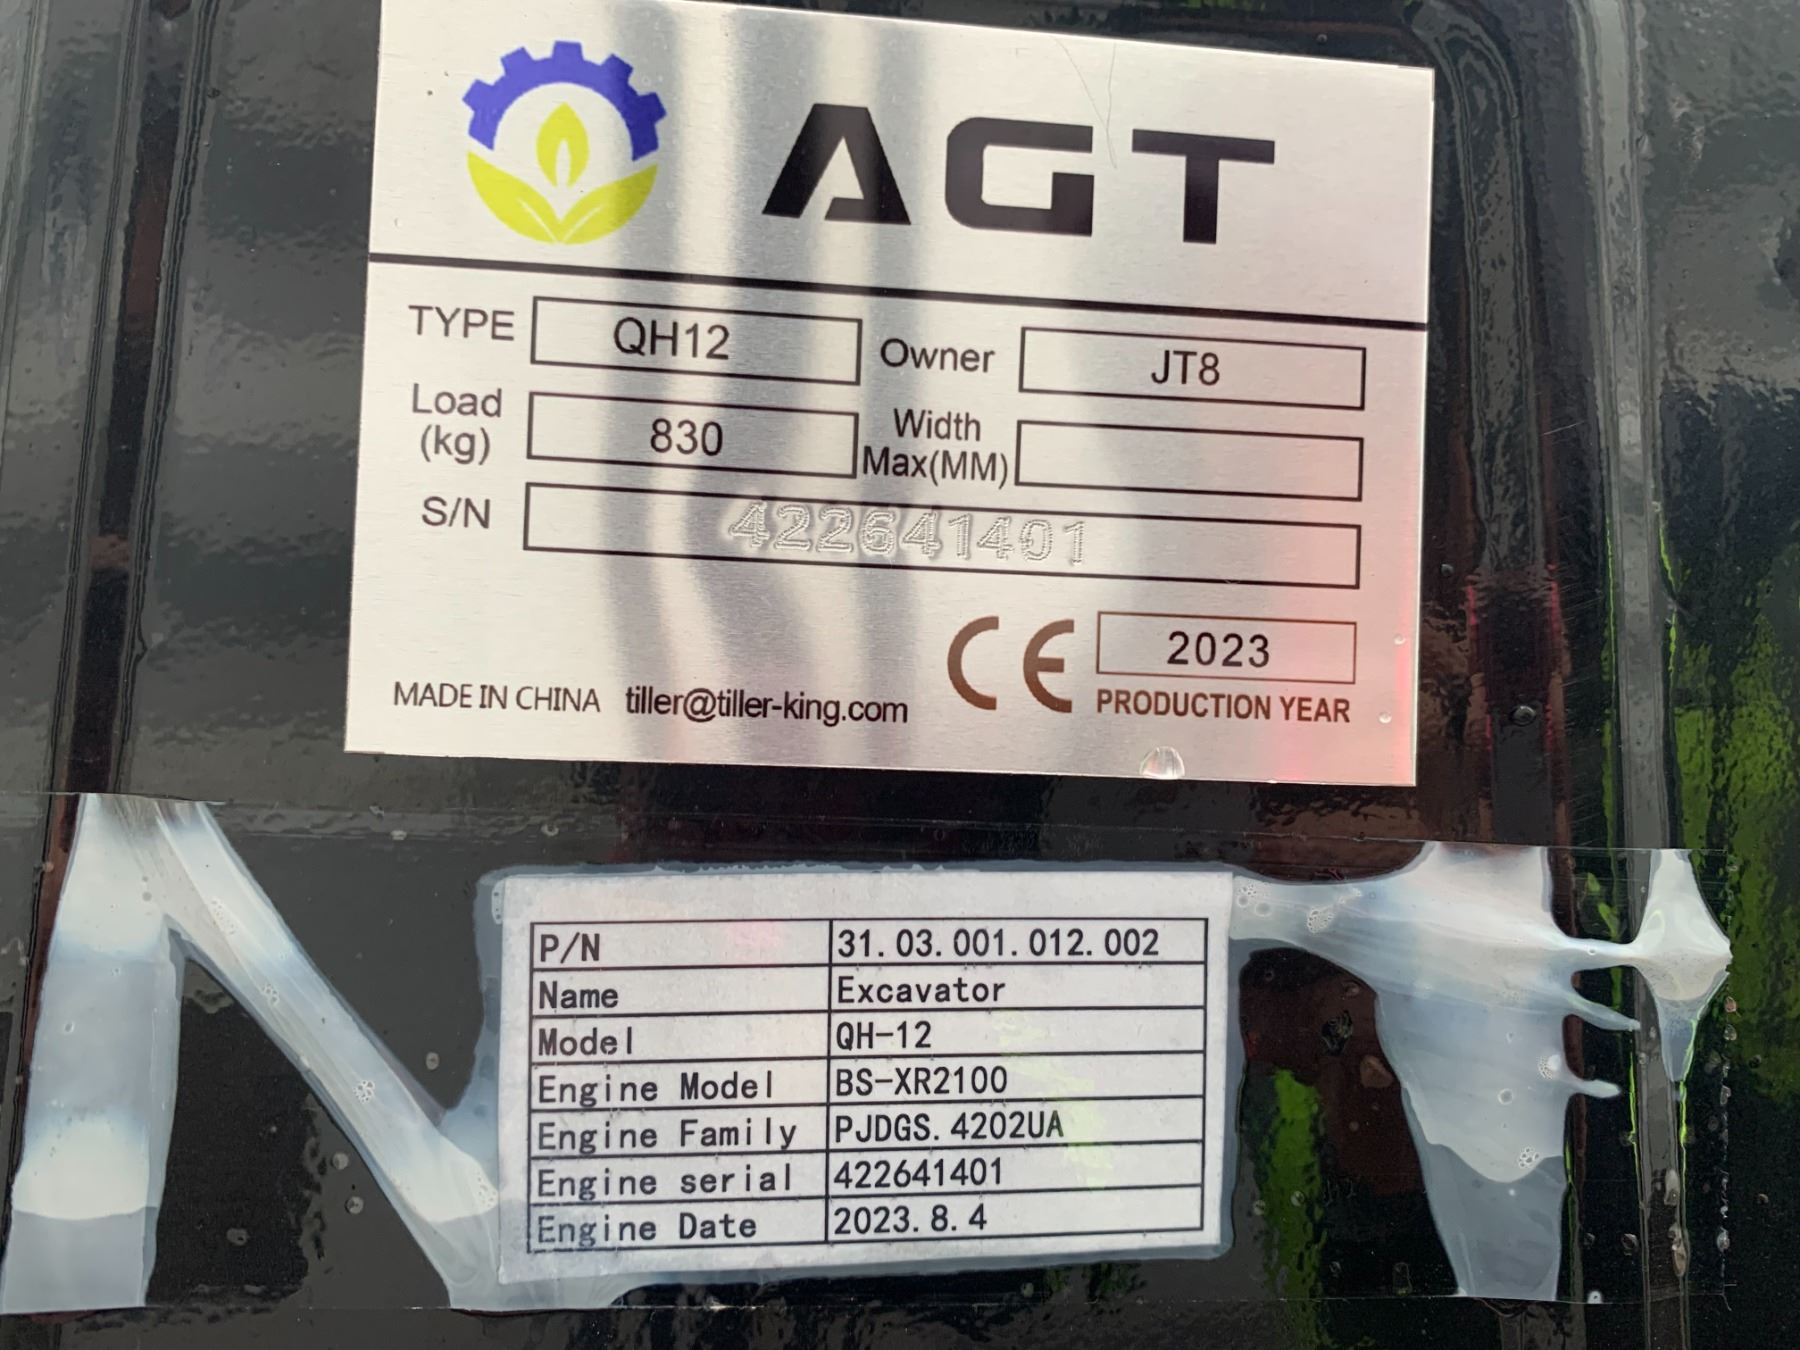 AGT
TYPE QH12 Owner JT8
Load (kg) 830 Width Max(MM)
S/N 422641401
CE 2023
MADE IN CHINA tiller@tiller-king.com PRODUCTION YEAR
P/N 31.03.001.012.002
Name Excavator
Model QH-12
Engine Model BS-XR2100
Engine Family PJDGS.4202UA
Engine serial 422641401
Engine Date 2023.8.4